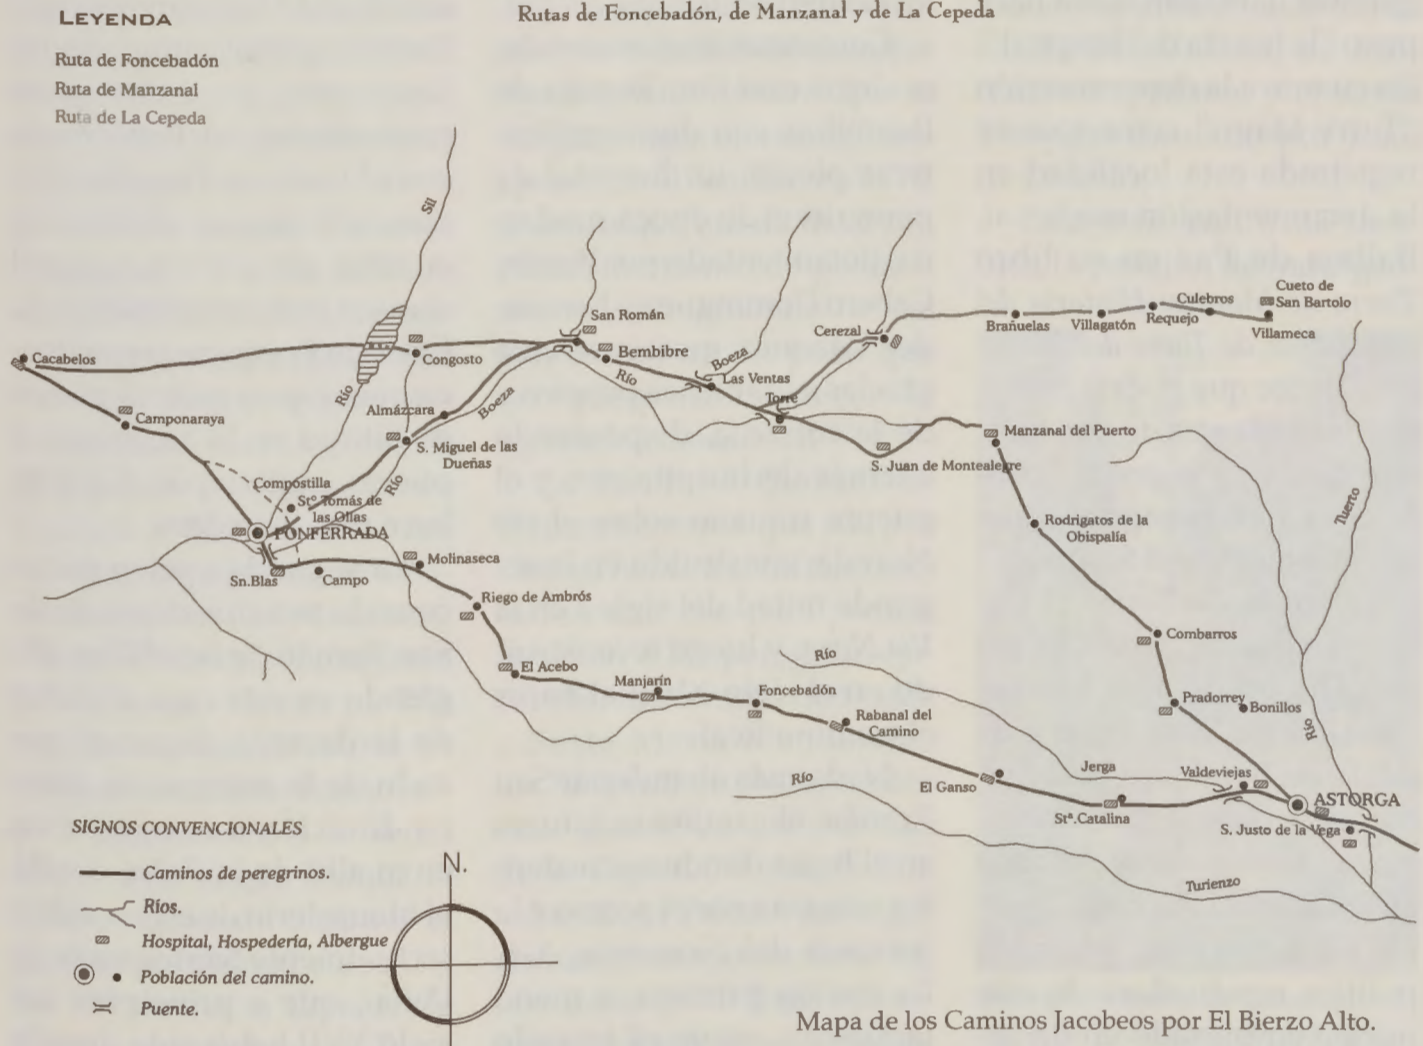 LEYENDA
Ruta de Foncebadón
Ruta de Manzanal
Ruta de La Cepeda
Rutas de Foncebadón, de Manzanal y de La Cepeda
Sil
San Román
Cerezal
Brañuelas
Villagatón
Requejo
Culebros
Cueto de
San Bartolo
Villameca
Cacabelos
Congosto
Bembibre
Río
Boeza
Las Ventas
Torre
Río
Almázcara
Boeza
Camponaraya
S. Miguel de las
Dueñas
Río
S. Juan de Montealegre
Manzanal del Puerto
Compostilla
Stº Tomás de
las Ollas
PONFERRADA
Rodrigatos de la
Obispalía
Tuerto
Sn.Blas
Campo
Molinaseca
Riego de Ambrós
Combarros
El Acebo
Manjarín
Río
Foncebadón
Rabanal del
Camino
Pradorrey
Bonillos
Río
Río
El Ganso
Jerga
Valdeviejas
Stª.Catalina
ASTORGA
S. Justo de la Vega
Turienzo
SIGNOS CONVENCIONALES
Caminos de peregrinos.
Ríos.
Hospital, Hospedería, Albergue
Población del camino.
Puente.
N.
Mapa de los Caminos Jacobeos por El Bierzo Alto.